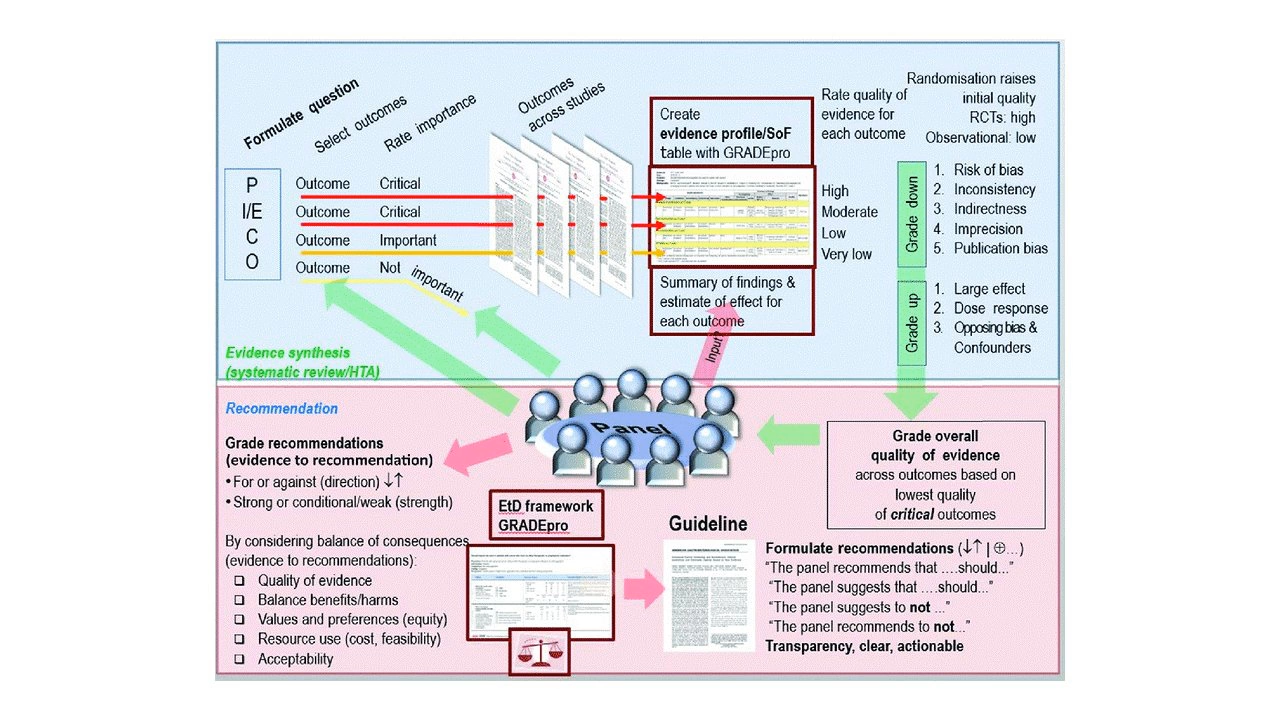 Formulate question
Select outcomes
Rate importance
Outcomes
across studies
P
I/E
C
O
Outcome Critical
Outcome Critical
Outcome Important
Outcome Not important
Create
evidence profile/SoF
table with GRADEpro
Summary of findings &
estimate of effect for
each outcome
Rate quality of
evidence for
each outcome
High
Moderate
Low
Very low
Randomisation raises
initial quality
RCTs: high
Observational: low
Grade down
1. Risk of bias
2. Inconsistency
3. Indirectness
4. Imprecision
5. Publication bias
Grade up
1. Large effect
2. Dose response
3. Opposing bias &
Confounders
Evidence synthesis
(systematic review/HTA)
Input?
Panel
Recommendation
Grade recommendations
(evidence to recommendation)
• For or against (direction) ↓↑
• Strong or conditional/weak (strength)
By considering balance of consequences
(evidence to recommendations):
❑ Quality of evidence
❑ Balance benefits/harms
❑ Values and preferences (equity)
❑ Resource use (cost, feasibility)
❑ Acceptability
EtD framework
GRADEpro
Guideline
Grade overall
quality of evidence
across outcomes based on
lowest quality
of critical outcomes
Formulate recommendations (↓↑ | ⊕...)
"The panel recommends that ....should..."
"The panel suggests that ....should..."
"The panel suggests to not..."
"The panel recommends to not..."
Transparency, clear, actionable